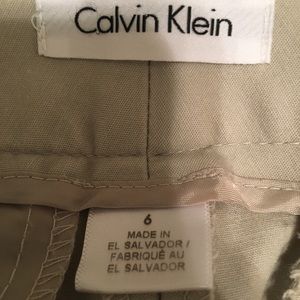 Calvin Klein
6
MADE IN
EL SALVADOR /
FABRIQUÉ AU
EL SALVADOR